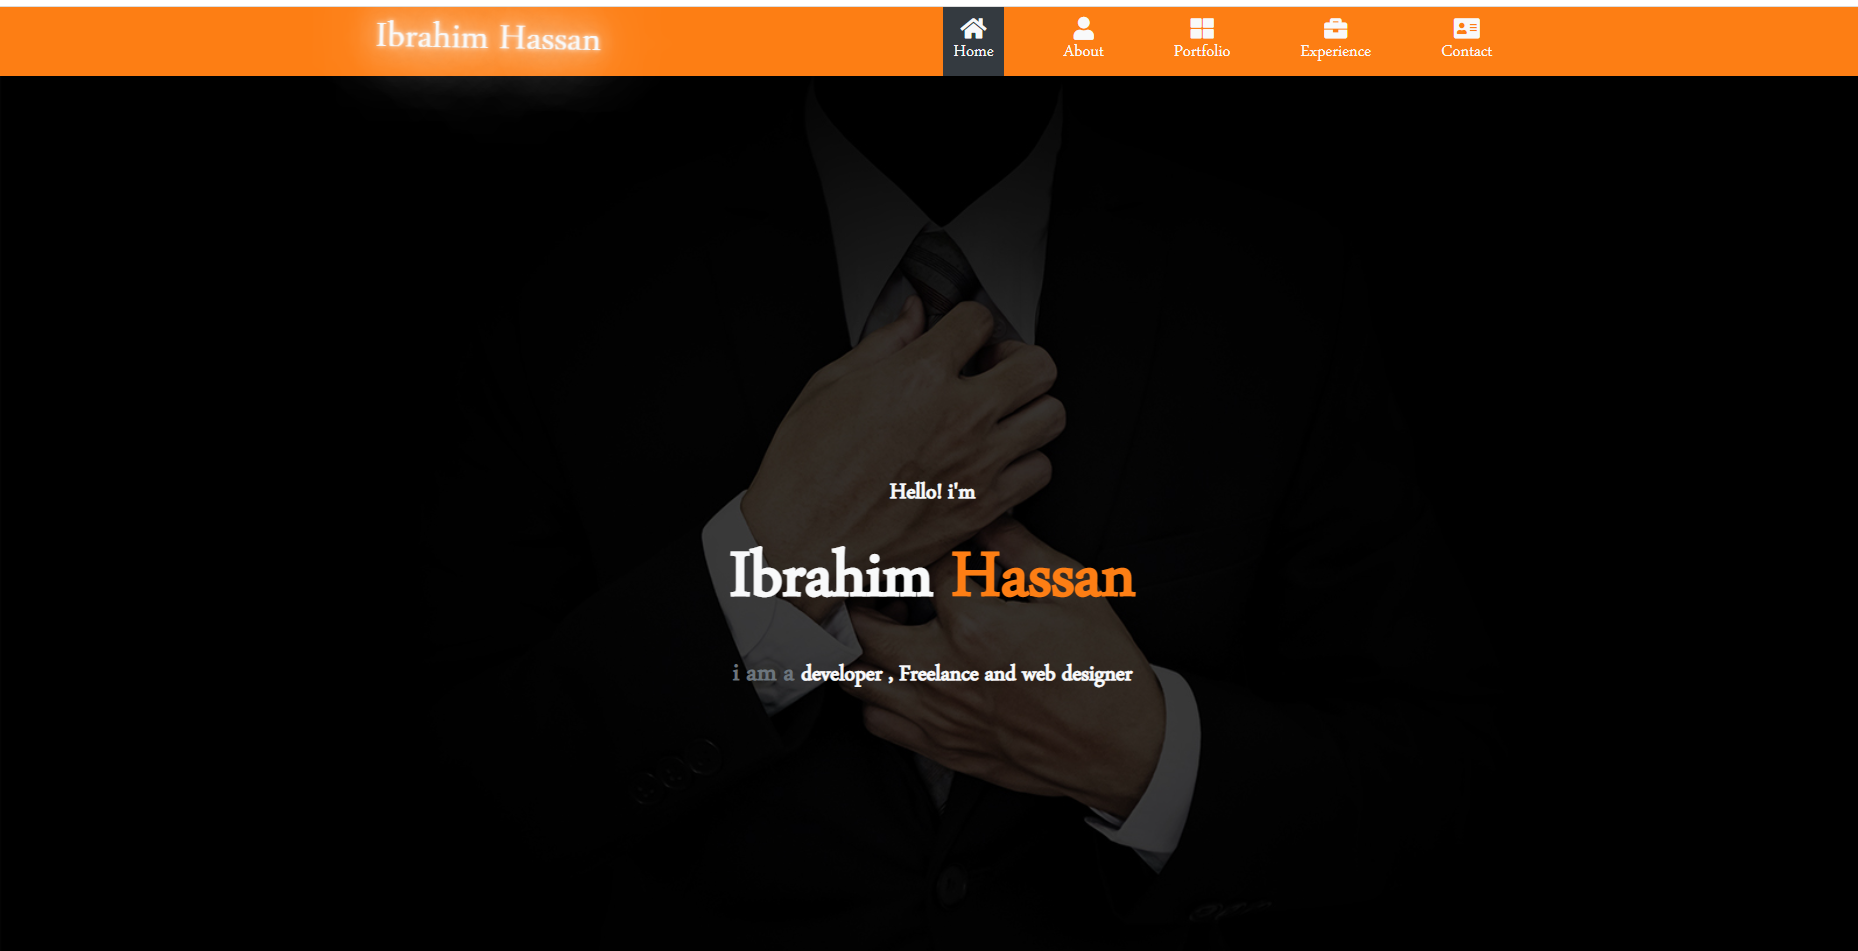 Ibrahim Hassan
Home
About
Portfolio
Experience
Contact
Hello! i'm
Ibrahim Hassan
i am a developer , Freelance and web designer